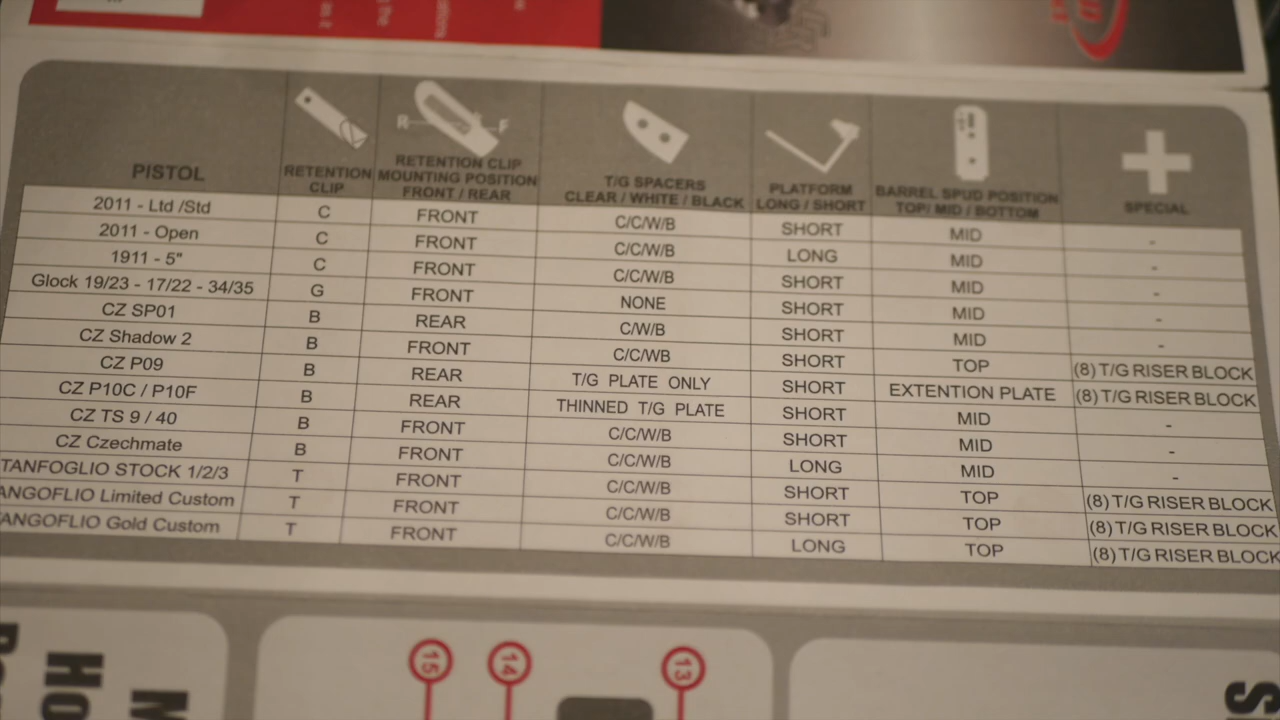 R F
PISTOL RETENTION CLIP RETENTION CLIP MOUNTING POSITION FRONT / REAR T/G SPACERS CLEAR / WHITE / BLACK PLATFORM LONG / SHORT BARREL SPUD POSITION TOP/ MID / BOTTOM SPECIAL
2011 - Ltd /Std C FRONT C/C/W/B SHORT MID -
2011 - Open C FRONT C/C/W/B LONG MID -
1911 - 5" C FRONT C/C/W/B SHORT MID -
Glock 19/23 - 17/22 - 34/35 G FRONT NONE SHORT MID -
CZ SP01 B REAR C/W/B SHORT MID -
CZ Shadow 2 B FRONT C/C/WB SHORT TOP (8) T/G RISER BLOCK
CZ P09 B REAR T/G PLATE ONLY SHORT EXTENTION PLATE (8) T/G RISER BLOCK
CZ P10C / P10F B REAR THINNED T/G PLATE SHORT MID -
CZ TS 9 / 40 B FRONT C/C/W/B SHORT MID -
CZ Czechmate B FRONT C/C/W/B LONG MID -
TANFOGLIO STOCK 1/2/3 T FRONT C/C/W/B SHORT TOP (8) T/G RISER BLOCK
ANGOFLIO Limited Custom T FRONT C/C/W/B SHORT TOP (8) T/G RISER BLOCK
ANGOFLIO Gold Custom T FRONT C/C/W/B LONG TOP (8) T/G RISER BLOCK
15 14 13